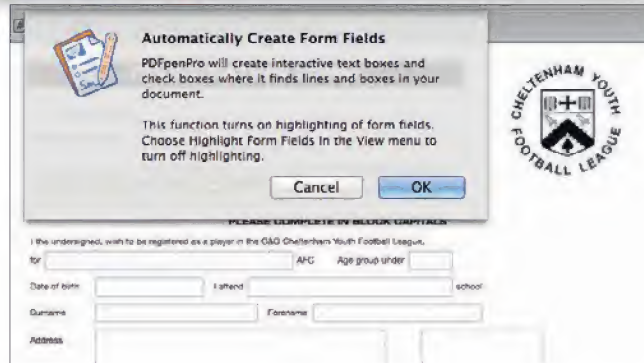 Automatically Create Form Fields
PDFpenPro will create interactive text boxes and
check boxes where it finds lines and boxes in your
document.
This function turns on highlighting of form fields.
Choose Highlight Form Fields in the View menu to
turn off highlighting.
Cancel OK
CHELTENHAM YOUTH
FOOTBALL LEAGUE
PLEASE COMPLETE IN BLOCK CAPITALS
I the undersigned, wish to be registered as a player in the G&G Cheltenham Youth Football League,
for AFC Age group under
Date of birth I attend school
Surname Forename
Address